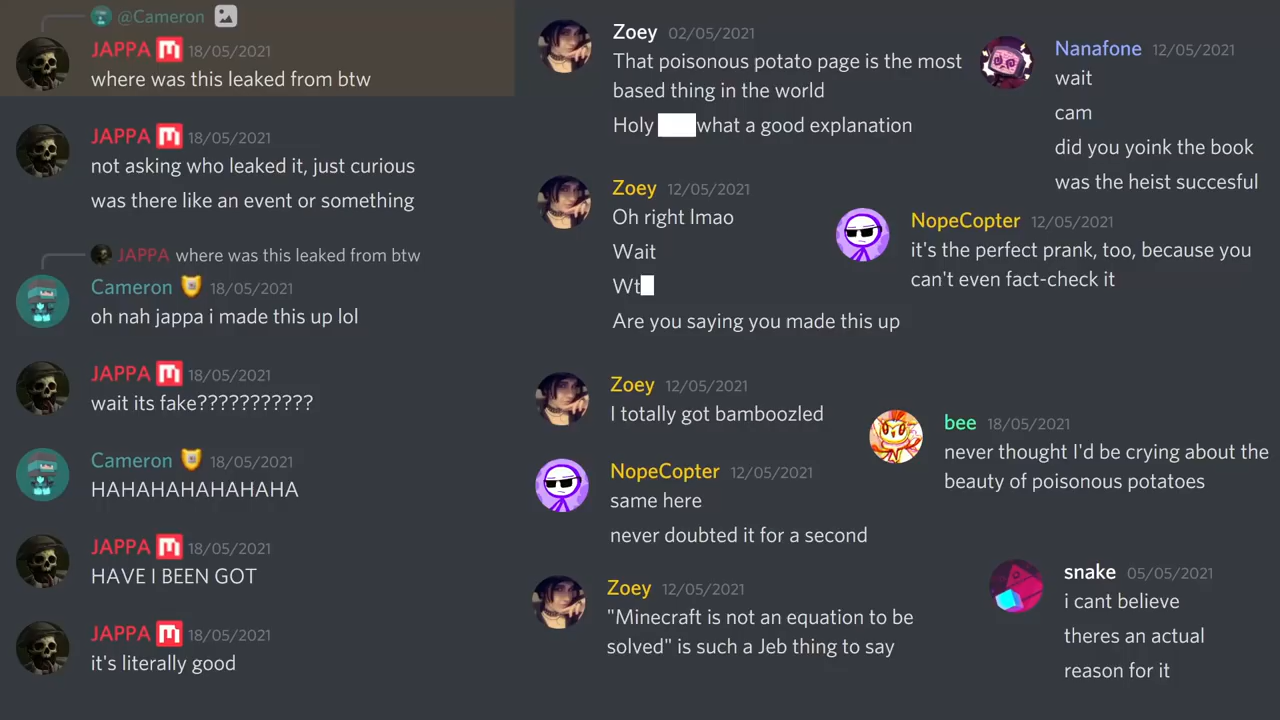 @Cameron
JAPPA 18/05/2021
where was this leaked from btw
JAPPA 18/05/2021
not asking who leaked it, just curious
was there like an event or something
JAPPA where was this leaked from btw
Cameron 18/05/2021
oh nah jappa i made this up lol
JAPPA 18/05/2021
wait its fake???????????
Cameron 18/05/2021
HAHAHAHAHAHAHA
JAPPA 18/05/2021
HAVE I BEEN GOT
JAPPA 18/05/2021
it's literally good
Zoey 02/05/2021
That poisonous potato page is the most
based thing in the world
Holy what a good explanation
Zoey 12/05/2021
Oh right lmao
Wait
Wt
Are you saying you made this up
Zoey 12/05/2021
I totally got bamboozled
NopeCopter 12/05/2021
same here
never doubted it for a second
Zoey 12/05/2021
"Minecraft is not an equation to be
solved" is such a Jeb thing to say
Nanafone 12/05/2021
wait
cam
did you yoink the book
was the heist succesful
NopeCopter 12/05/2021
it's the perfect prank, too, because you
can't even fact-check it
bee 18/05/2021
never thought I'd be crying about the
beauty of poisonous potatoes
snake 05/05/2021
i cant believe
theres an actual
reason for it